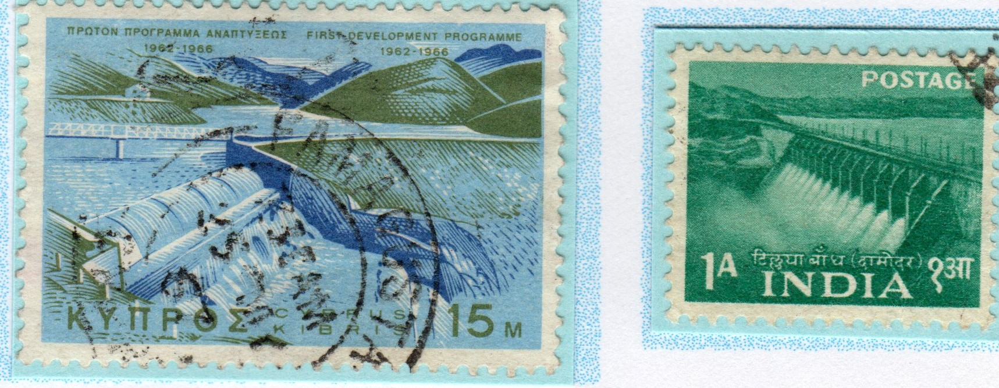 ΠΡΩΤΟΝ ΠΡΟΓΡΑΜΜΑ ΑΝΑΠΤΥΞΕΩΣ
1962-1966
FIRST DEVELOPMENT PROGRAMME
1962-1966
FAMAGUSTA
ΚΥΠΡΟΣ
CYPRUS
KIBRIS
15 M
POSTAGE
टिलैया बाँध (दामोदर)
1A INDIA १आ